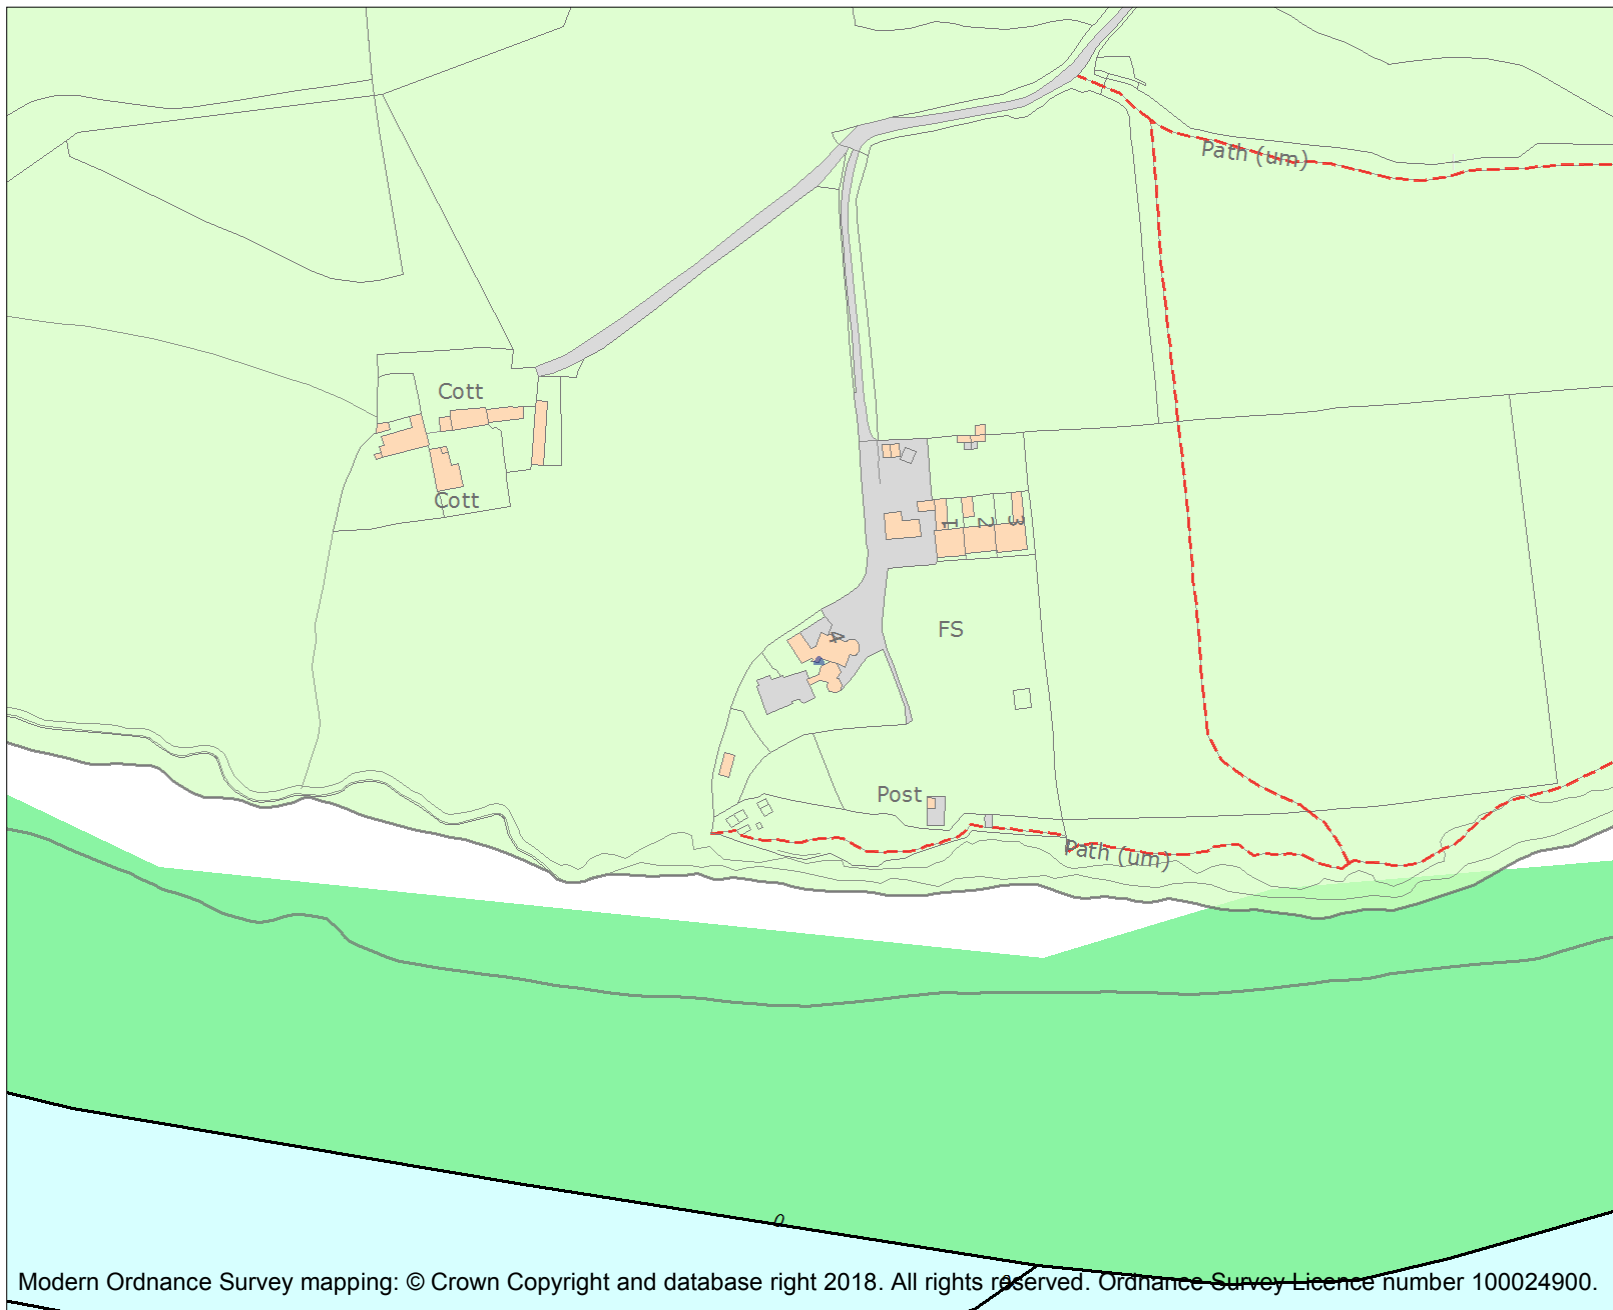 Path (um)
Cott
Cott
1
2
3
4
FS
Post
Path (um)
0
Modern Ordnance Survey mapping: © Crown Copyright and database right 2018. All rights reserved. Ordnance Survey Licence number 100024900.